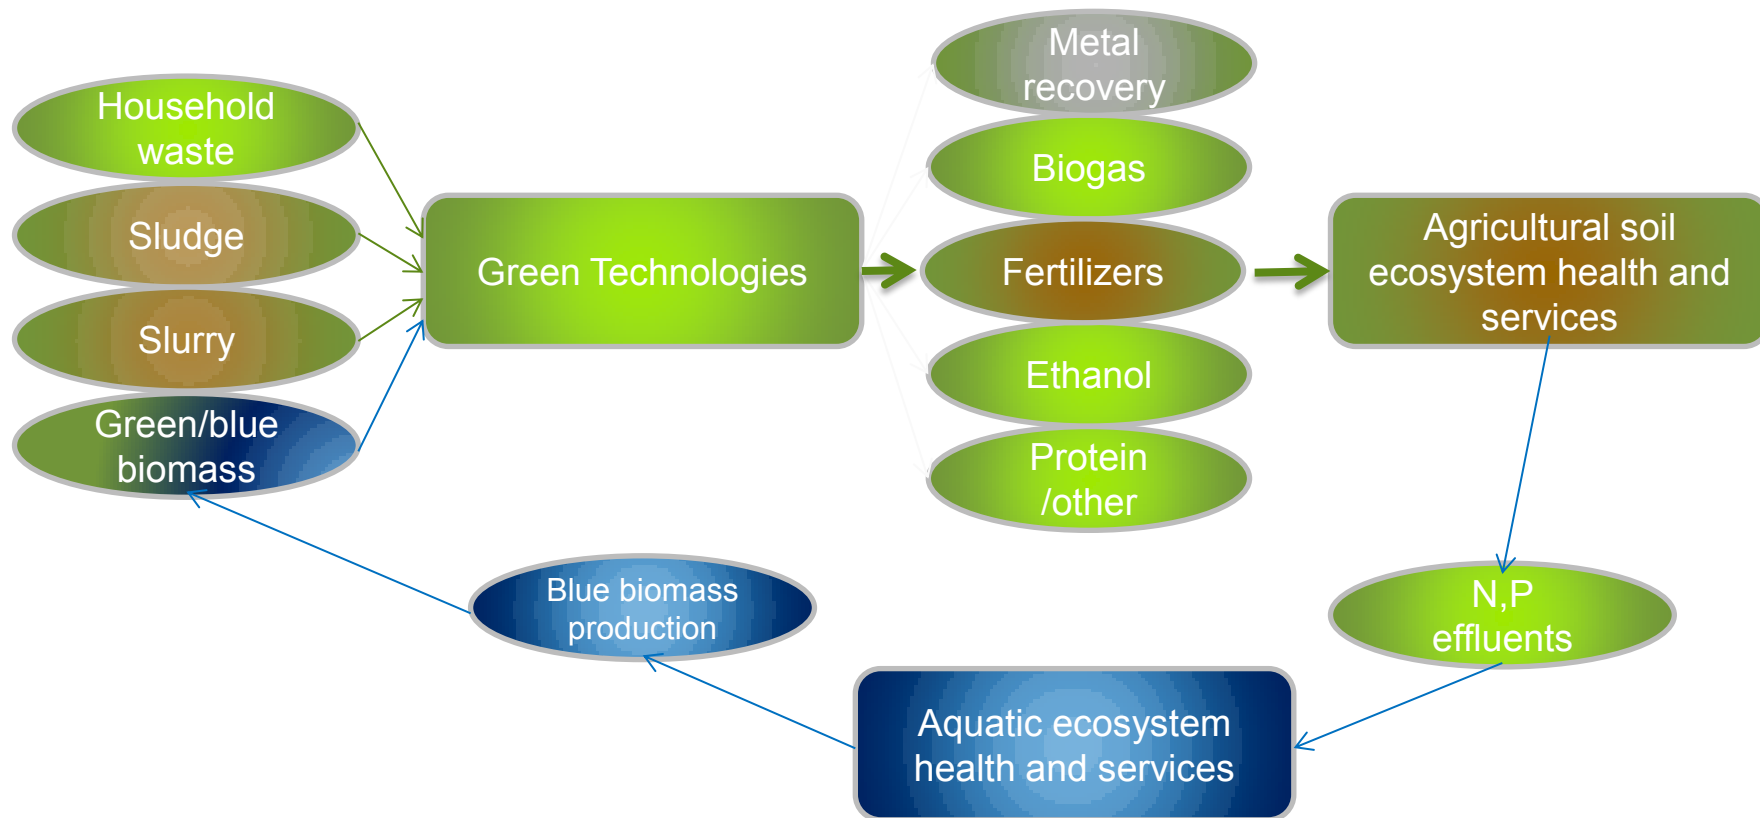 Household
waste
Sludge
Slurry
Green/blue
biomass
Green Technologies
Metal
recovery
Biogas
Fertilizers
Ethanol
Protein
/other
Agricultural soil
ecosystem health and
services
N,P
effluents
Aquatic ecosystem
health and services
Blue biomass
production